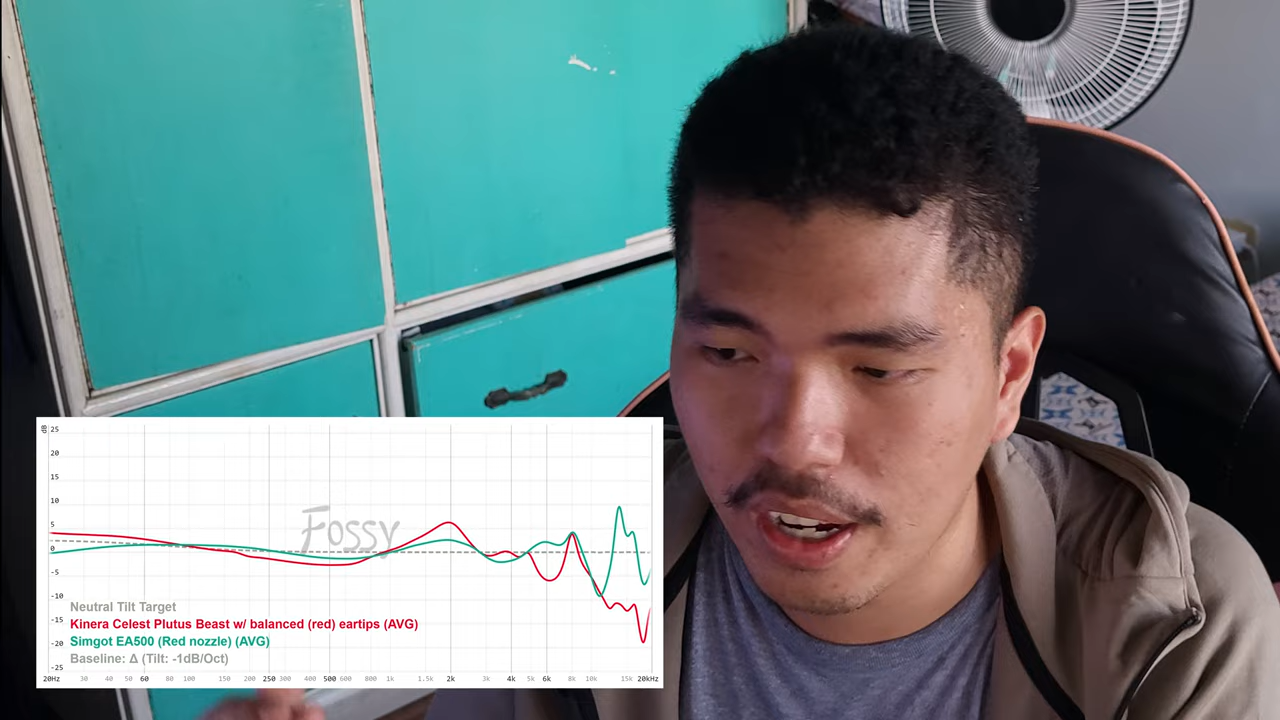 dB
25
20
15
10
5
0
-5
-10
-15
-20
-25
Fossy
Neutral Tilt Target
Kinera Celest Plutus Beast w/ balanced (red) eartips (AVG)
Simgot EA500 (Red nozzle) (AVG)
Baseline: Δ (Tilt: -1dB/Oct)
20Hz 30 40 50 60 80 100 150 200 250 300 400 500 600 800 1k 1.5k 2k 3k 4k 5k 6k 8k 10k 15k 20kHz